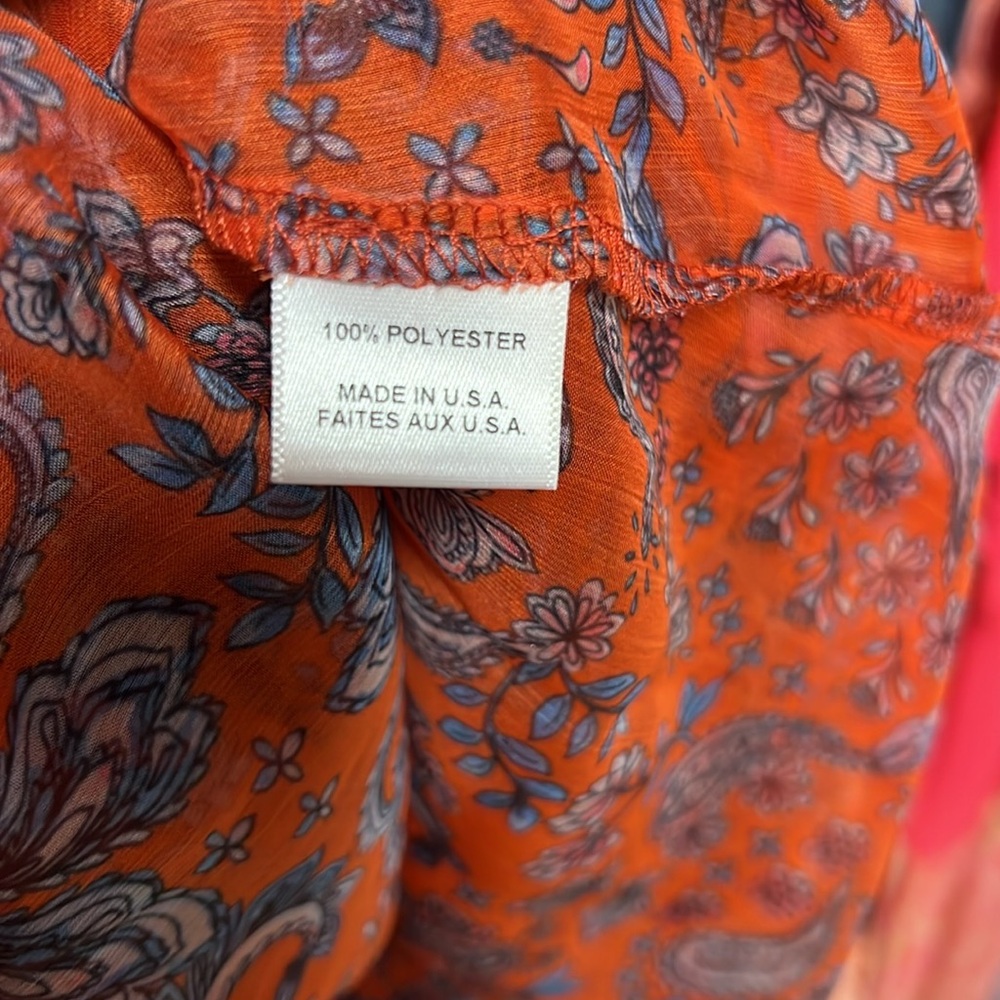 100% POLYESTER
MADE IN U.S.A.
FAITES AUX U.S.A.